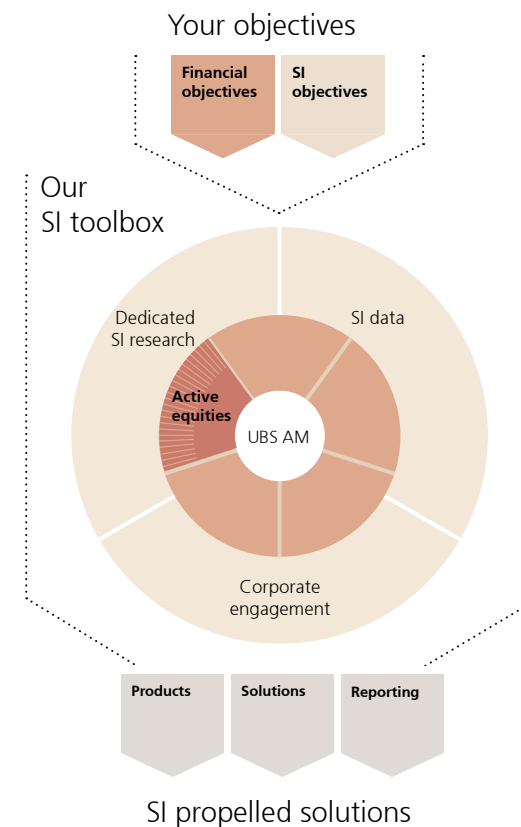 Your objectives
Financial
objectives
SI
objectives
Our
SI toolbox
Dedicated
SI research
SI data
Active
equities
UBS AM
Corporate
engagement
Products
Solutions
Reporting
SI propelled solutions